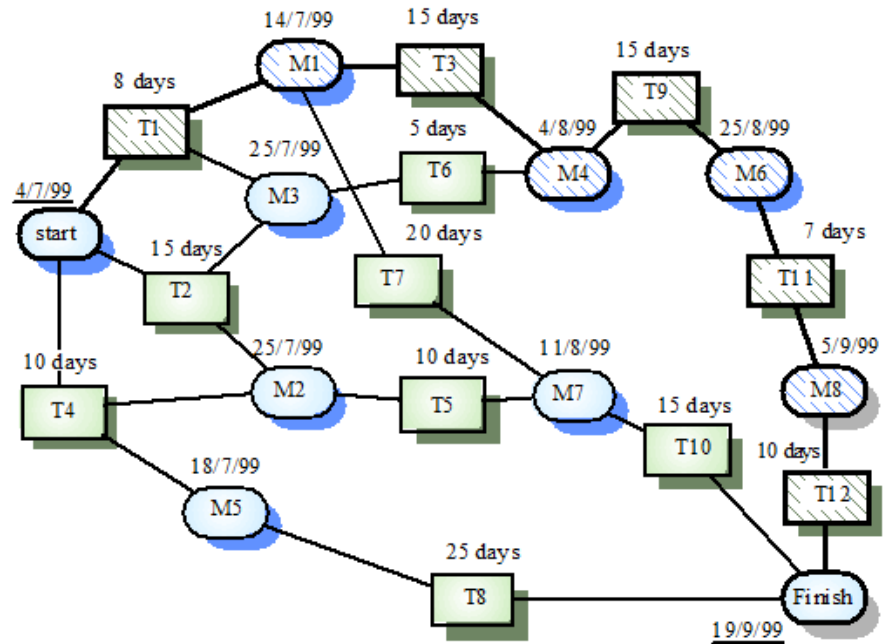 14/7/99
15 days
15 days
8 days
M1
T3
T9
T1
5 days
4/8/99
25/8/99
25/7/99
T6
M4
M6
4/7/99
M3
start
15 days
20 days
7 days
T2
T7
T11
25/7/99
10 days
11/8/99
5/9/99
10 days
M2
T5
M7
M8
T4
15 days
T10
10 days
18/7/99
T12
M5
25 days
T8
Finish
19/9/99